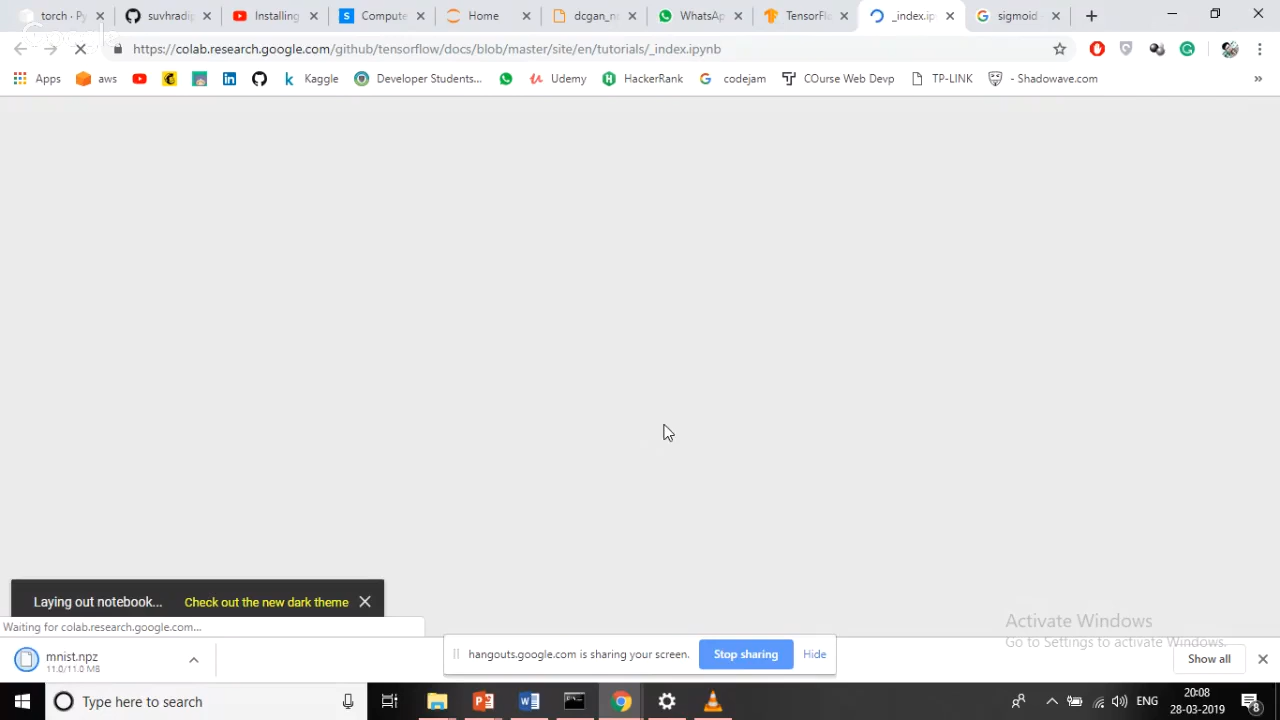 torch - Py
suvhradip
Installing
Compute
Home
dcgan_n
WhatsAp
TensorFlo
_index.ip
sigmoid
Google
https://colab.research.google.com/github/tensorflow/docs/blob/master/site/en/tutorials/_index.ipynb
Apps
aws
Kaggle
Developer Students...
Udemy
HackerRank
codejam
COurse Web Devp
TP-LINK
- Shadowave.com
»
Laying out notebook... Check out the new dark theme
Waiting for colab.research.google.com...
mnist.npz
11.0/11.0 MB
hangouts.google.com is sharing your screen. Stop sharing Hide
Activate Windows
Go to Settings to activate Windows.
Show all
Type here to search
ENG
20:08
28-03-2019
8